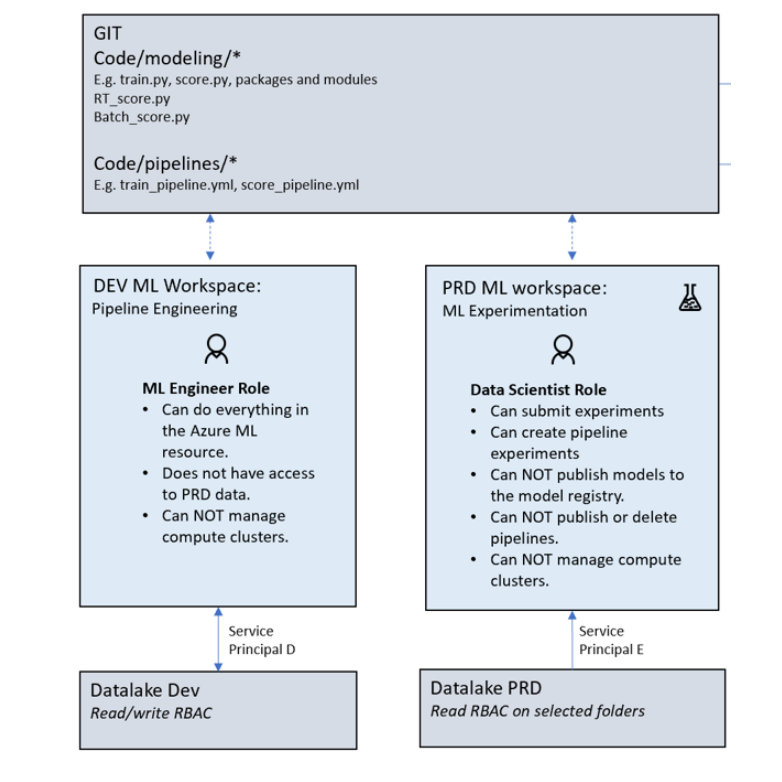 GIT
Code/modeling/*
E.g. train.py, score.py, packages and modules
RT_score.py
Batch_score.py
Code/pipelines/*
E.g. train_pipeline.yml, score_pipeline.yml
DEV ML Workspace:
Pipeline Engineering
ML Engineer Role
• Can do everything in
the Azure ML
resource.
• Does not have access
to PRD data.
• Can NOT manage
compute clusters.
PRD ML workspace:
ML Experimentation
Data Scientist Role
• Can submit experiments
• Can create pipeline
experiments
• Can NOT publish models to
the model registry.
• Can NOT publish or delete
pipelines.
• Can NOT manage compute
clusters.
Service
Principal D
Service
Principal E
Datalake Dev
Read/write RBAC
Datalake PRD
Read RBAC on selected folders